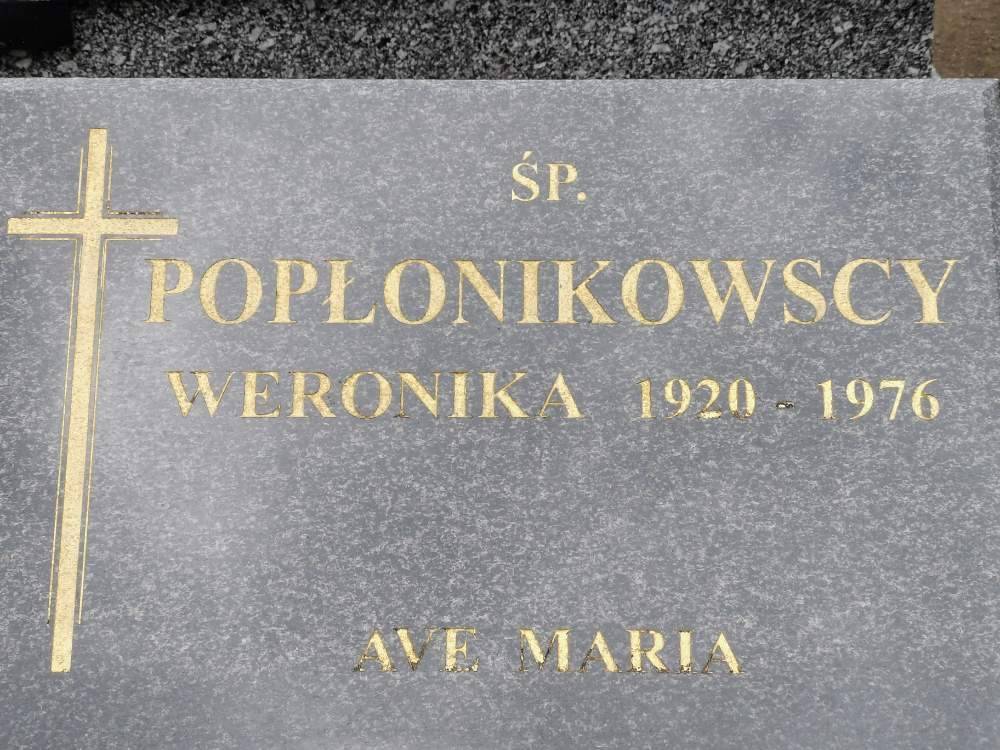 ŚP.
POPŁONIKOWSCY
WERONIKA 1920 - 1976
AVE MARIA